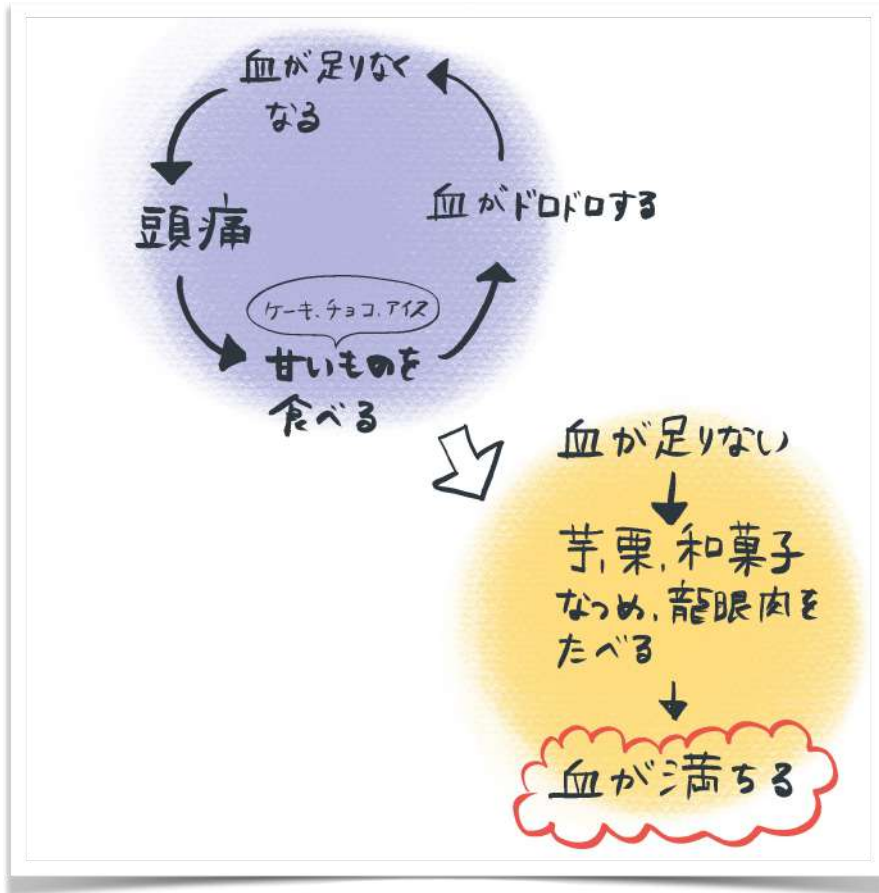 血が足りなく
なる
頭痛
ケーキ、チョコ、アイス
甘いものを
食べる
血がドロドロする
血が足りない
芋、栗、和菓子
なつめ、龍眼肉を
たべる
血が満ちる